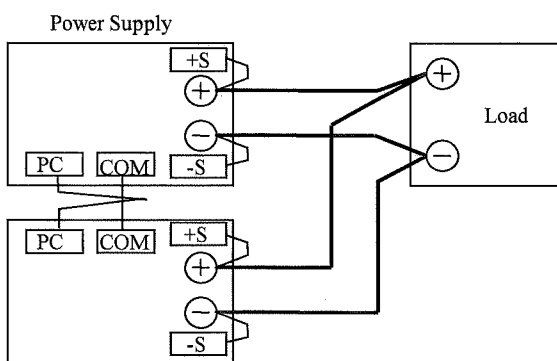 Power Supply
+S
+
Load
+
−
−
-S
PC COM
PC COM
+S
+
−
-S